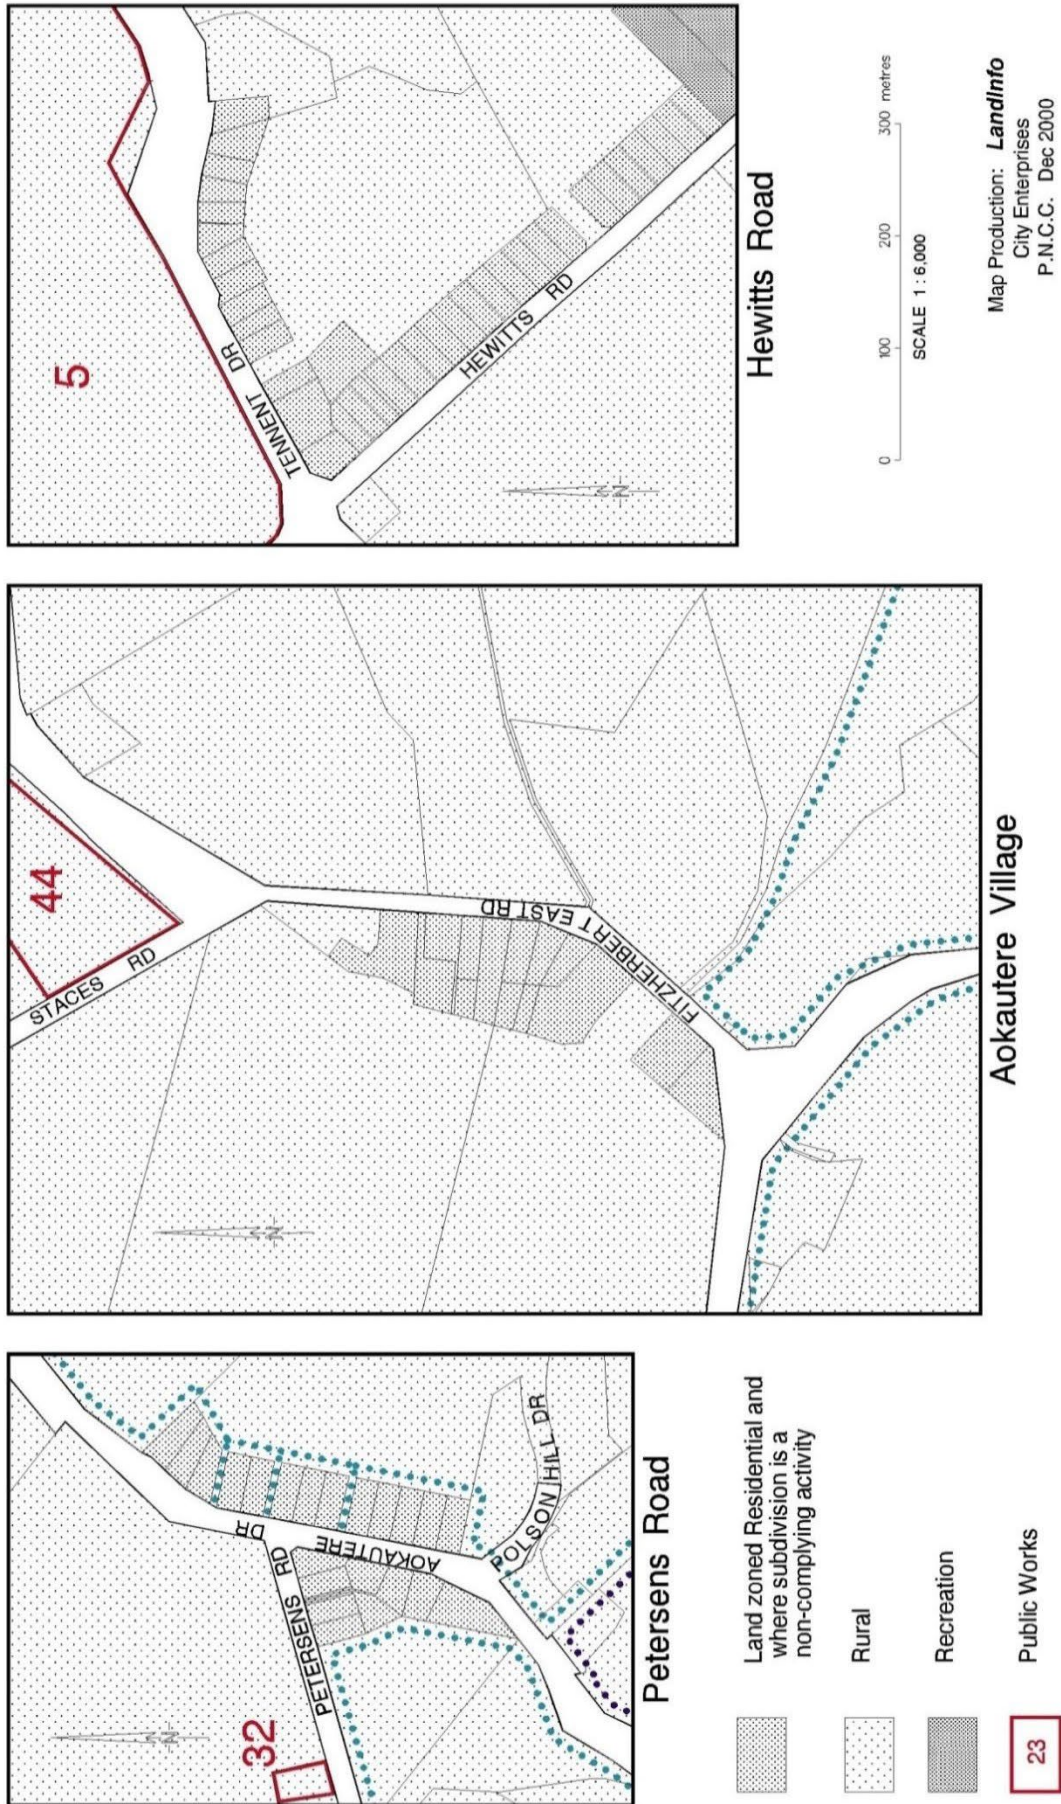 32
PETERSENS RD
AOKAUTERE
DR
POLSON HILL DR
N
Petersens Road
44
STACES RD
FITZHERBERT EAST RD
N
Aokautere Village
5
TENNENT DR
HEWITTS RD
N
Hewitts Road
Land zoned Residential and
where subdivision is a
non-complying activity
Rural
Recreation
23
Public Works
0 100 200 300 metres
SCALE 1 : 6,000
Map Production: LandInfo
City Enterprises
P.N.C.C. Dec 2000